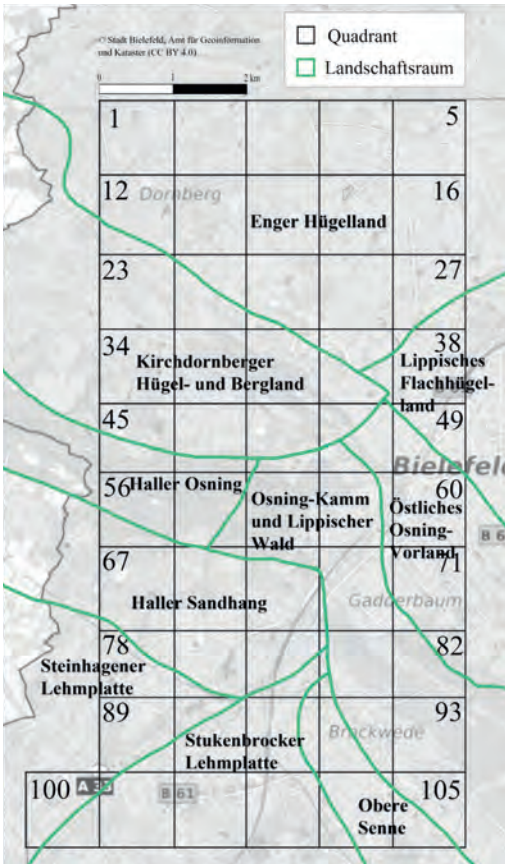 © Stadt Bielefeld, Amt für Geoinformation
und Kataster (CC BY 4.0)
0 1 2 km
Quadrant
Landschaftsraum
1 5
12 Dornberg 16
Enger Hügelland
23 27
34 38
Kirchdornberger
Hügel- und Bergland
Lippisches
Flachhügel-
land
45 49
Bielefeld
56 60
Haller Osning
Osning-Kamm
und Lippischer
Wald
Östliches
Osning-
Vorland
B 6
67 71
Haller Sandhang
Gadderbaum
78 82
Steinhagener
Lehmplatte
89 93
Stukenbrocker
Lehmplatte
Brackwede
100 A 33 B 61 105
Obere
Senne